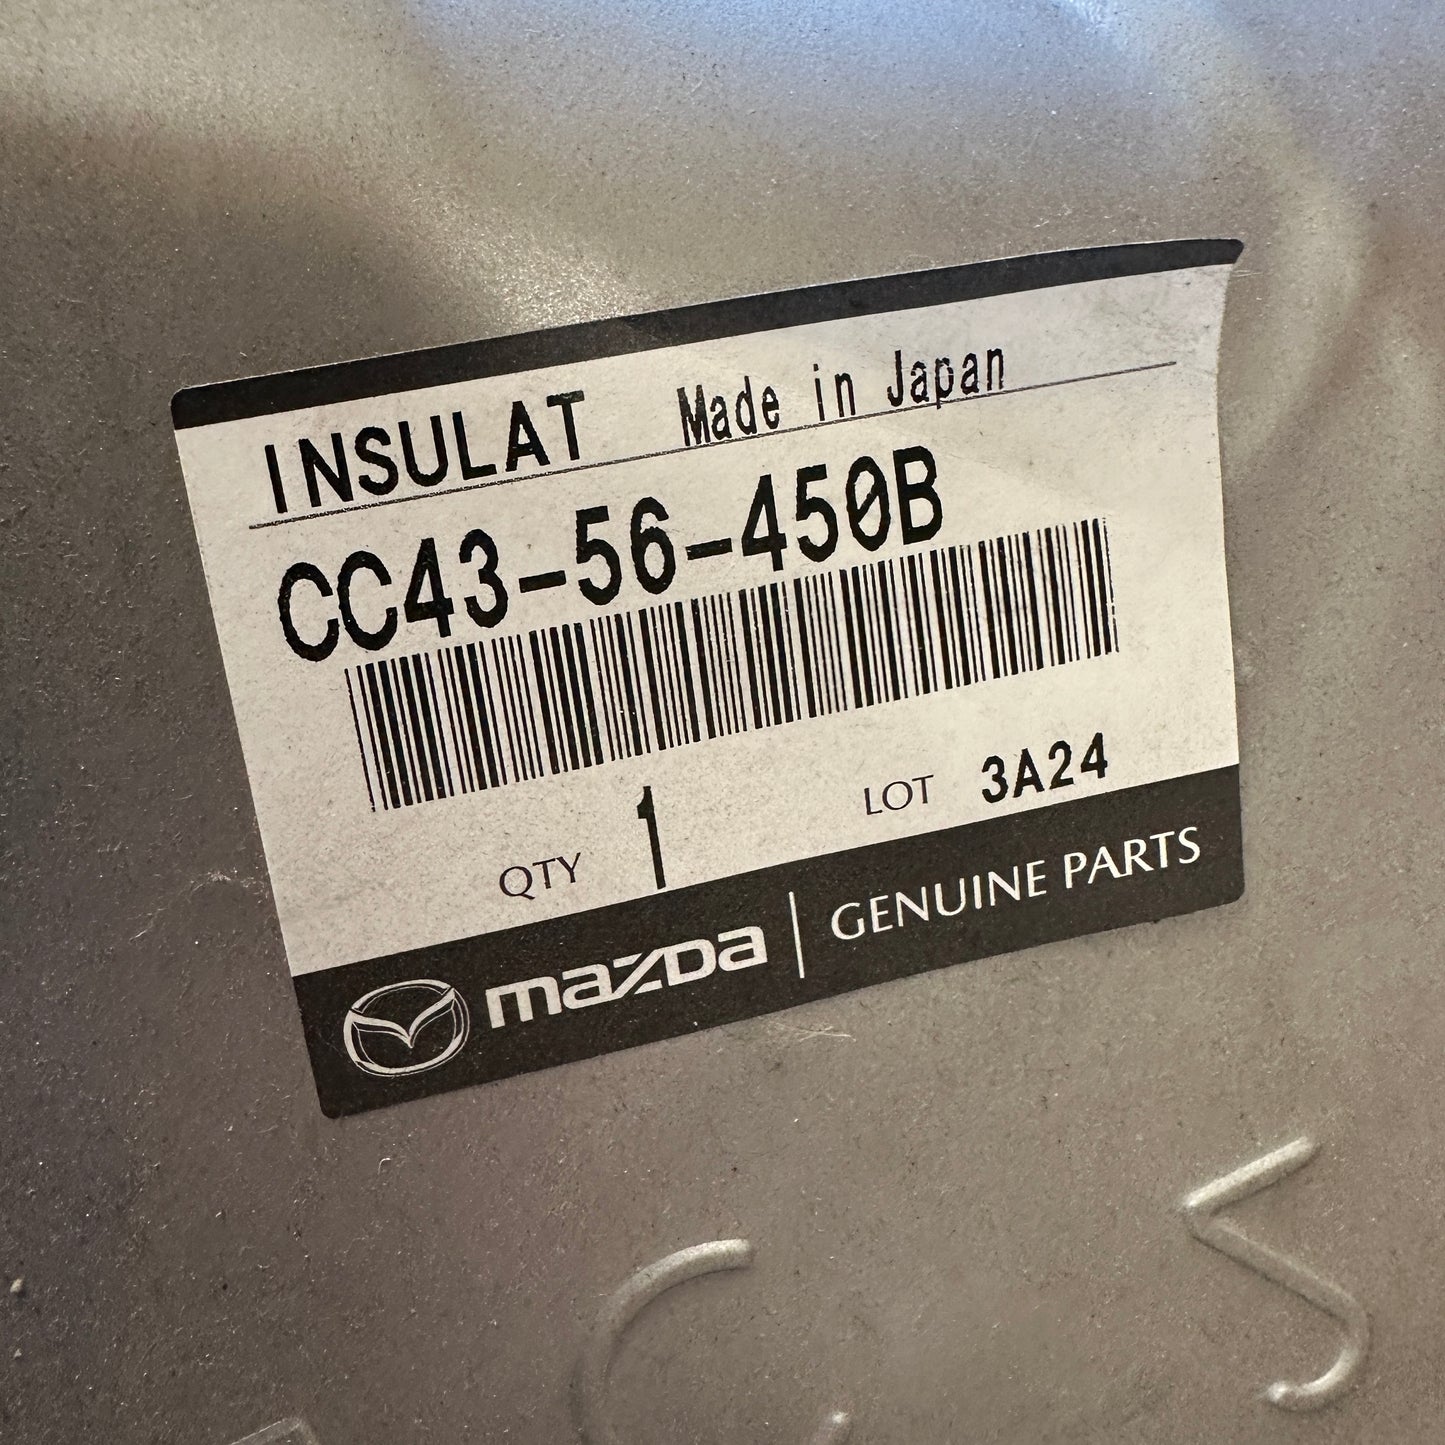 INSULAT Made in Japan
CC43-56-450B
QTY 1 LOT 3A24
mazda GENUINE PARTS